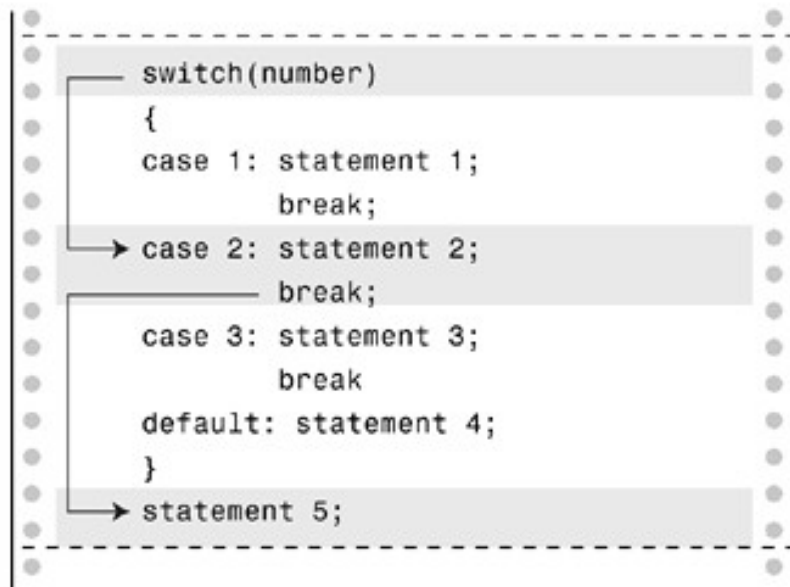 switch(number)
{
case 1: statement 1;
break;
case 2: statement 2;
break;
case 3: statement 3;
break
default: statement 4;
}
statement 5;